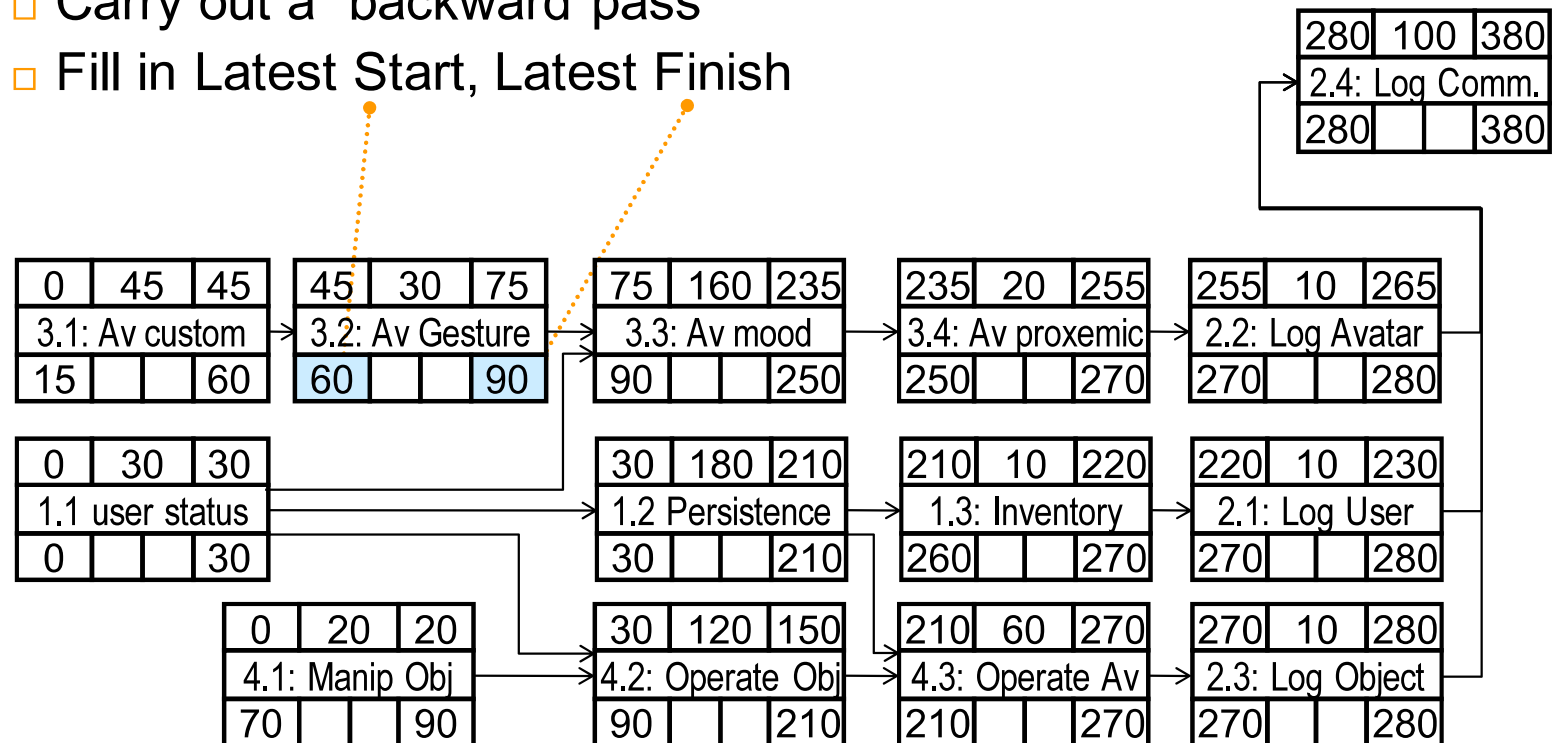 Carry out a "backward pass"
Fill in Latest Start, Latest Finish
280 100 380
2.4: Log Comm.
280 380
0 45 45
3.1: Av custom
15 60
45 30 75
3.2: Av Gesture
60 90
75 160 235
3.3: Av mood
90 250
235 20 255
3.4: Av proxemic
250 270
255 10 265
2.2: Log Avatar
270 280
0 30 30
1.1 user status
0 30
30 180 210
1.2 Persistence
30 210
210 10 220
1.3: Inventory
260 270
220 10 230
2.1: Log User
270 280
0 20 20
4.1: Manip Obj
70 90
30 120 150
4.2: Operate Obj
90 210
210 60 270
4.3: Operate Av
210 270
270 10 280
2.3: Log Object
270 280